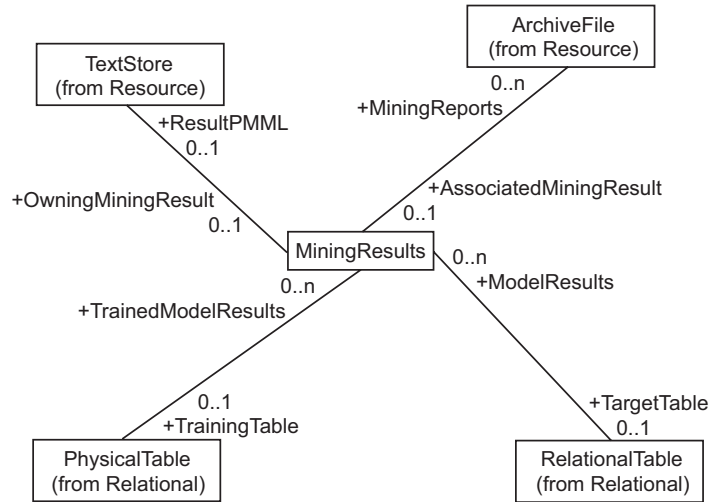 ArchiveFile
(from Resource)
TextStore
(from Resource)
0..n
+MiningReports
+ResultPMML
0..1
+OwningMiningResult
0..1
+AssociatedMiningResult
0..1
MiningResults
0..n
+ModelResults
0..n
+TrainedModelResults
0..1
+TrainingTable
+TargetTable
0..1
PhysicalTable
(from Relational)
RelationalTable
(from Relational)